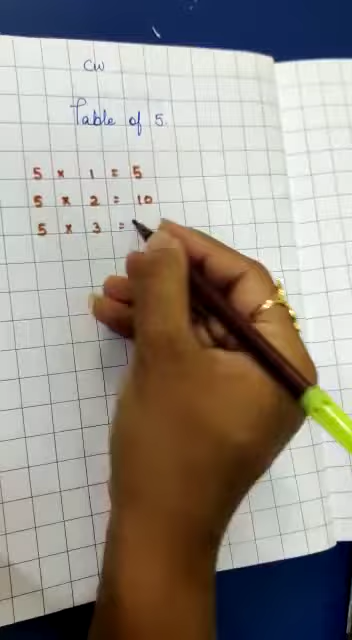 CW
Table of 5.
5 × 1 = 5
5 × 2 = 10
5 × 3 =